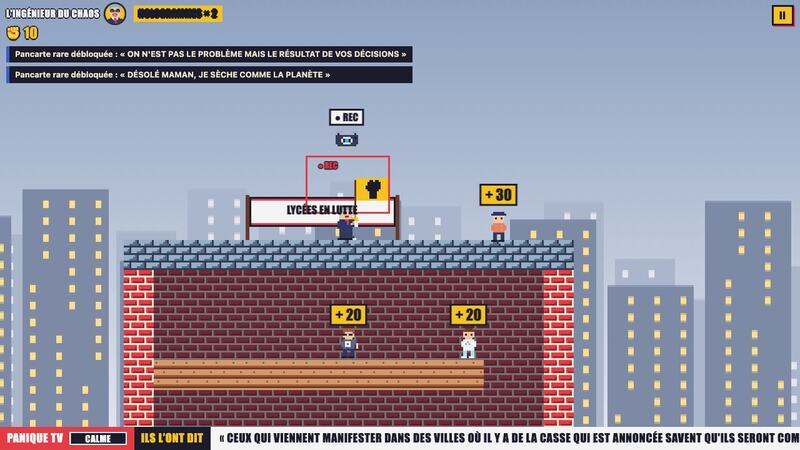 L'INGÉNIEUR DU CHAOS
HOLOGRAMMES × 2
10
Pancarte rare débloquée : « ON N'EST PAS LE PROBLÈME MAIS LE RÉSULTAT DE VOS DÉCISIONS »
Pancarte rare débloquée : « DÉSOLÉ MAMAN, JE SÈCHE COMME LA PLANÈTE »
● REC
● REC
+ 30
LYCÉES EN LUTTE
+ 20
+ 20
PANIQUE TV
CALME
ILS L'ONT DIT
« CEUX QUI VIENNENT MANIFESTER DANS DES VILLES OÙ IL Y A DE LA CASSE QUI EST ANNONCÉE SAVENT QU'ILS SERONT COM